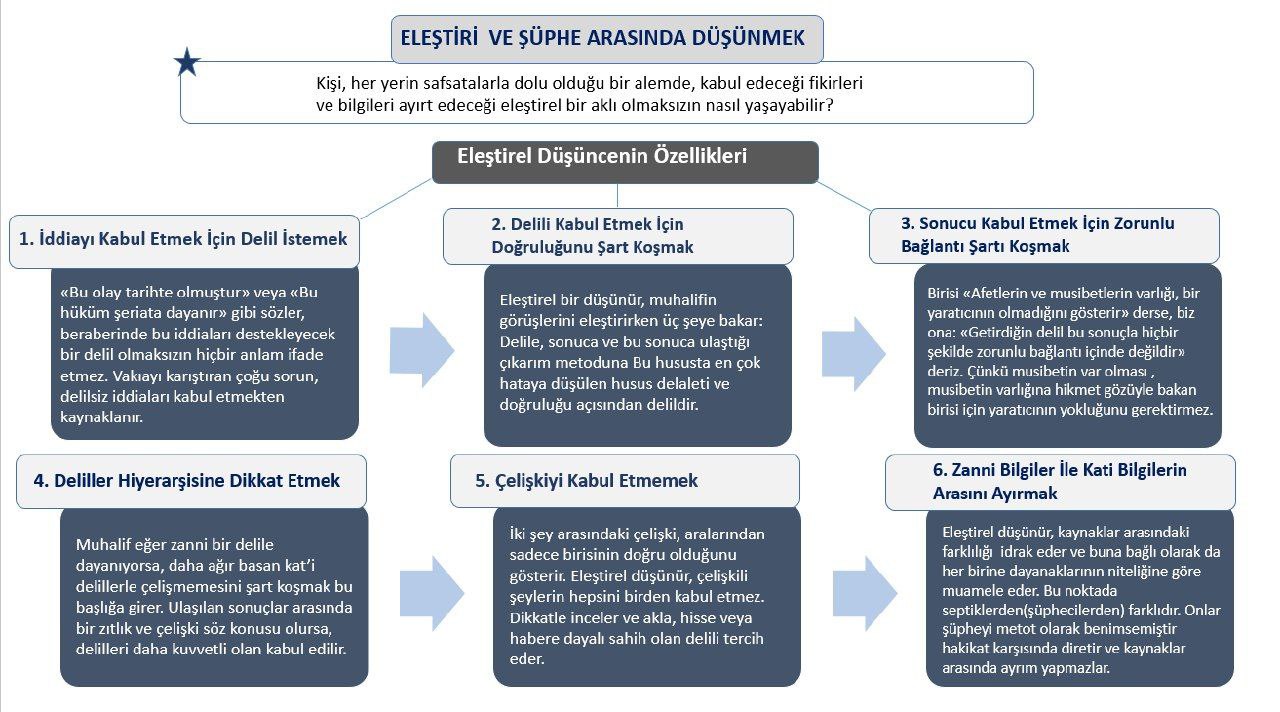 ELEŞTİRİ VE ŞÜPHE ARASINDA DÜŞÜNMEK
Kişi, her yerin safsatalarla dolu olduğu bir alemde, kabul edeceği fikirleri
ve bilgileri ayırt edeceği eleştirel bir aklı olmaksızın nasıl yaşayabilir?
Eleştirel Düşüncenin Özellikleri
1. İddiayı Kabul Etmek İçin Delil İstemek
«Bu olay tarihte olmuştur» veya «Bu
hüküm şeriata dayanır» gibi sözler,
beraberinde bu iddiaları destekleyecek
bir delil olmaksızın hiçbir anlam ifade
etmez. Vakıayı karıştıran çoğu sorun,
delilsiz iddiaları kabul etmekten
kaynaklanır.
2. Delili Kabul Etmek İçin
Doğruluğunu Şart Koşmak
Eleştirel bir düşünür, muhalifin
görüşlerini eleştirirken üç şeye bakar:
Delile, sonuca ve bu sonuca ulaştığı
çıkarım metoduna Bu hususta en çok
hataya düşülen husus delaleti ve
doğruluğu açısından delildir.
3. Sonucu Kabul Etmek İçin Zorunlu
Bağlantı Şartı Koşmak
Birisi «Afetlerin ve musibetlerin varlığı, bir
yaratıcının olmadığını gösterir» derse, biz
ona: «Getirdiğin delil bu sonuçla hiçbir
şekilde zorunlu bağlantı içinde değildir»
deriz. Çünkü musibetin var olması ,
musibetin varlığına hikmet gözüyle bakan
birisi için yaratıcının yokluğunu gerektirmez.
4. Deliller Hiyerarşisine Dikkat Etmek
Muhalif eğer zanni bir delile
dayanıyorsa, daha ağır basan kat’i
delillerle çelişmemesini şart koşmak bu
başlığa girer. Ulaşılan sonuçlar arasında
bir zıtlık ve çelişki söz konusu olursa,
delilleri daha kuvvetli olan kabul edilir.
5. Çelişkiyi Kabul Etmemek
İki şey arasındaki çelişki, aralarından
sadece birisinin doğru olduğunu
gösterir. Eleştirel düşünür, çelişkili
şeylerin hepsini birden kabul etmez.
Dikkatle inceler ve akla, hisse veya
habere dayalı sahih olan delili tercih
eder.
6. Zanni Bilgiler İle Kati Bilgilerin
Arasını Ayırmak
Eleştirel düşünür, kaynaklar arasındaki
farklılığı idrak eder ve buna bağlı olarak da
her birine dayanaklarının niteliğine göre
muamele eder. Bu noktada
septiklerden(şüphecilerden) farklıdır. Onlar
şüpheyi metot olarak benimsemiştir
hakikat karşısında diretir ve kaynaklar
arasında ayrım yapmazlar.